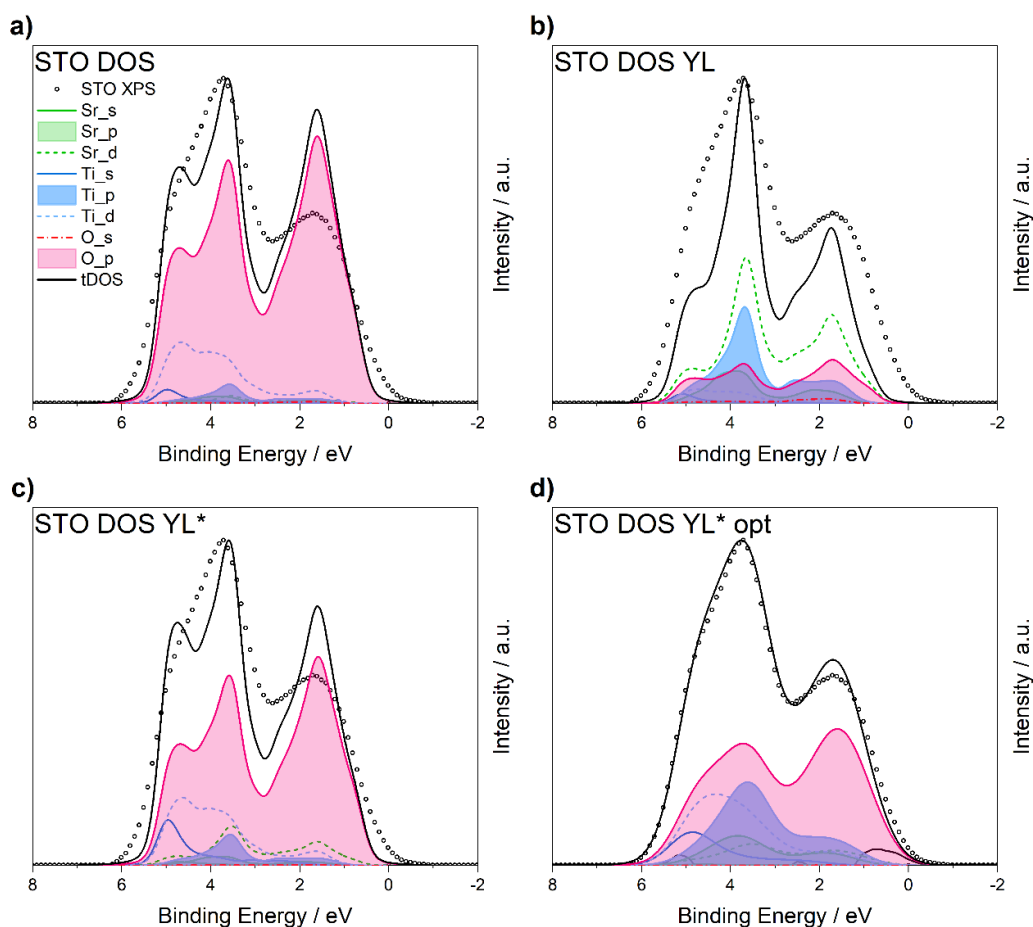 a)
STO DOS
STO XPS
Sr_s
Sr_p
Sr_d
Ti_s
Ti_p
Ti_d
O_s
O_p
tDOS
Intensity / a.u.
8 6 4 2 0 -2
Binding Energy / eV
b)
STO DOS YL
Intensity / a.u.
8 6 4 2 0 -2
Binding Energy / eV
c)
STO DOS YL*
Intensity / a.u.
8 6 4 2 0 -2
Binding Energy / eV
d)
STO DOS YL* opt
Intensity / a.u.
8 6 4 2 0 -2
Binding Energy / eV